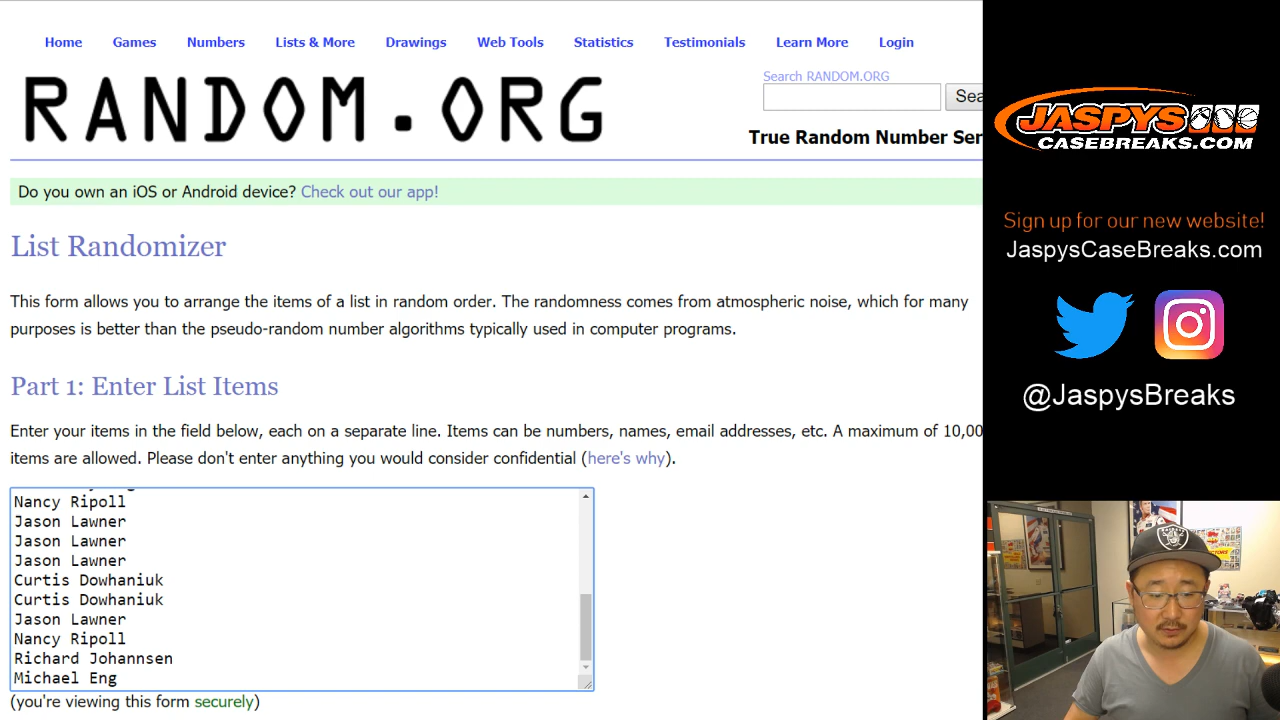 Home Games Numbers Lists & More Drawings Web Tools Statistics Testimonials Learn More Login
RANDOM.ORG
Search RANDOM.ORG
Sea
True Random Number Ser
Do you own an iOS or Android device? Check out our app!
List Randomizer
This form allows you to arrange the items of a list in random order. The randomness comes from atmospheric noise, which for many
purposes is better than the pseudo-random number algorithms typically used in computer programs.
Part 1: Enter List Items
Enter your items in the field below, each on a separate line. Items can be numbers, names, email addresses, etc. A maximum of 10,00
items are allowed. Please don't enter anything you would consider confidential (here's why).
Nancy Ripoll
Jason Lawner
Jason Lawner
Jason Lawner
Curtis Dowhaniuk
Curtis Dowhaniuk
Jason Lawner
Nancy Ripoll
Richard Johannsen
Michael Eng
(you're viewing this form securely)
JASPYS
CASEBREAKS.COM
Sign up for our new website!
JaspysCaseBreaks.com
@JaspysBreaks